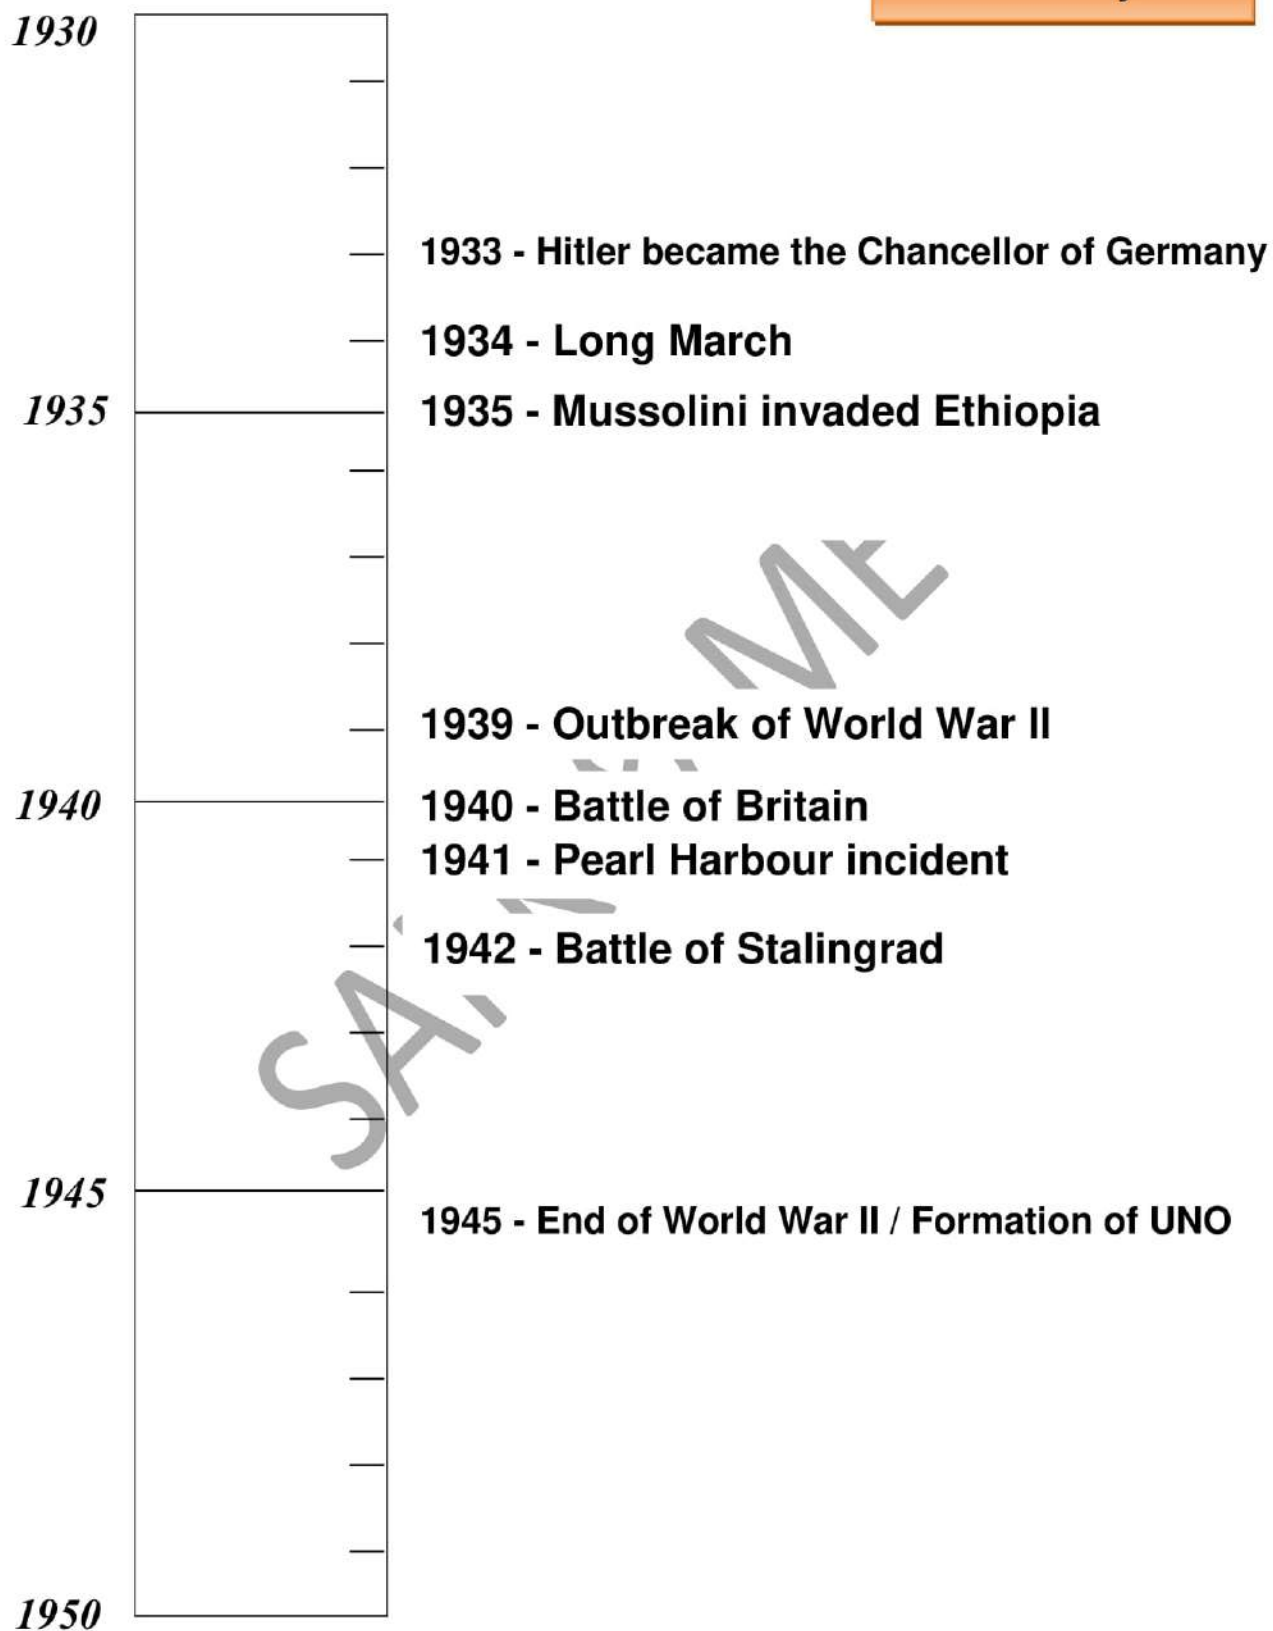 1930
1933 - Hitler became the Chancellor of Germany
1934 - Long March
1935
1935 - Mussolini invaded Ethiopia
1939 - Outbreak of World War II
1940
1940 - Battle of Britain
1941 - Pearl Harbour incident
1942 - Battle of Stalingrad
1945
1945 - End of World War II / Formation of UNO
1950